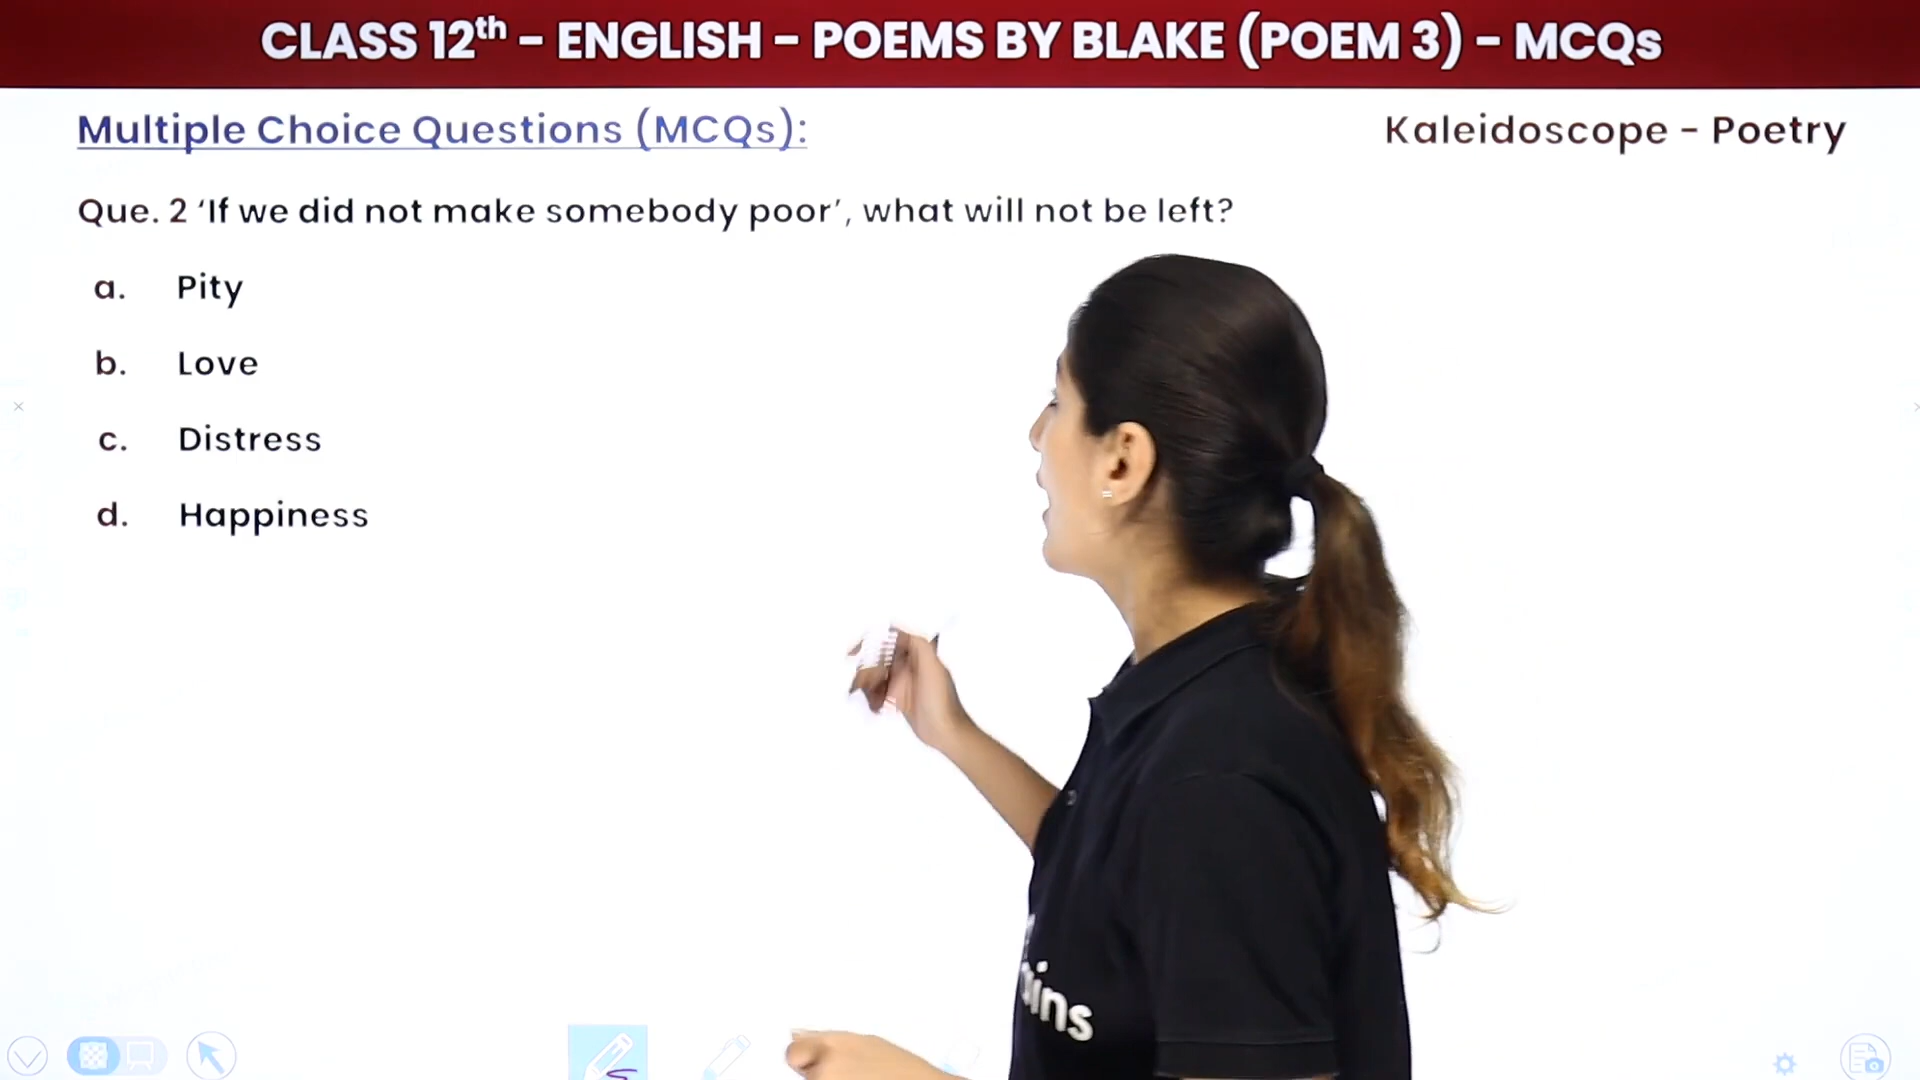 CLASS 12th - ENGLISH - POEMS BY BLAKE (POEM 3) - MCQs
Multiple Choice Questions (MCQs):
Kaleidoscope - Poetry
Que. 2 ‘If we did not make somebody poor’, what will not be left?
a. Pity
b. Love
c. Distress
d. Happiness